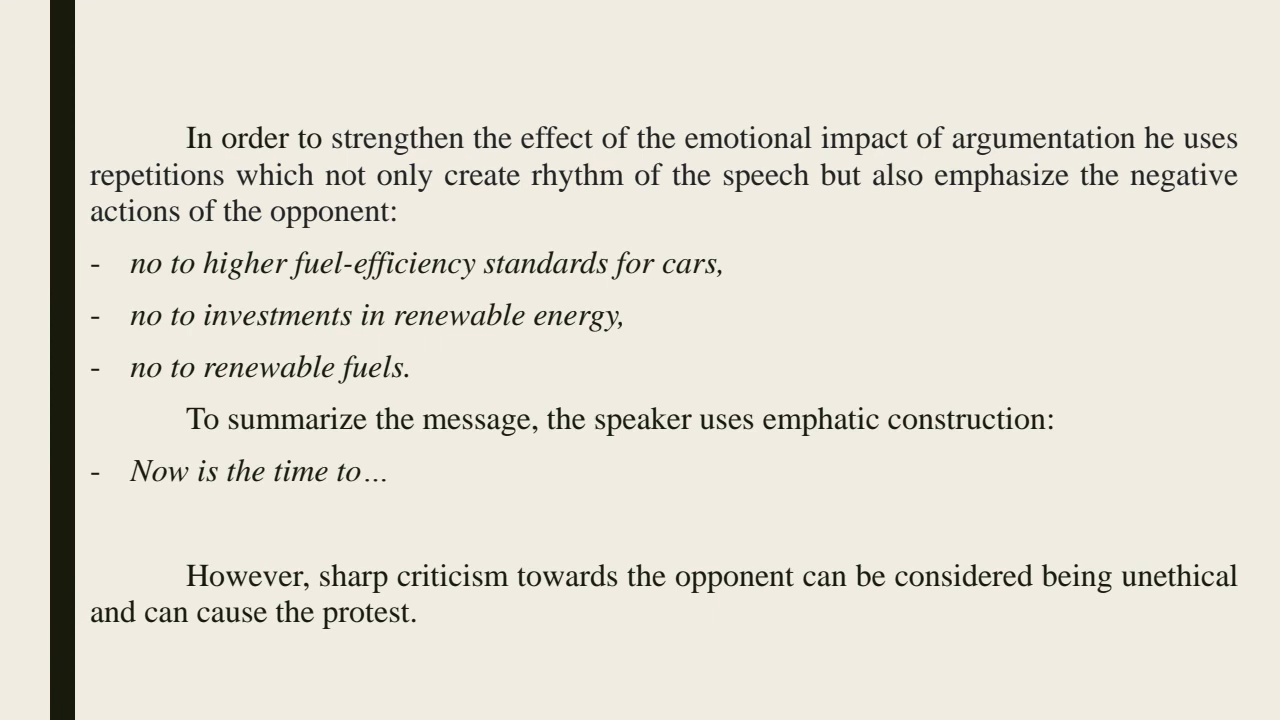 In order to strengthen the effect of the emotional impact of argumentation he uses
repetitions which not only create rhythm of the speech but also emphasize the negative
actions of the opponent:
- no to higher fuel-efficiency standards for cars,
- no to investments in renewable energy,
- no to renewable fuels.
To summarize the message, the speaker uses emphatic construction:
- Now is the time to…
However, sharp criticism towards the opponent can be considered being unethical
and can cause the protest.